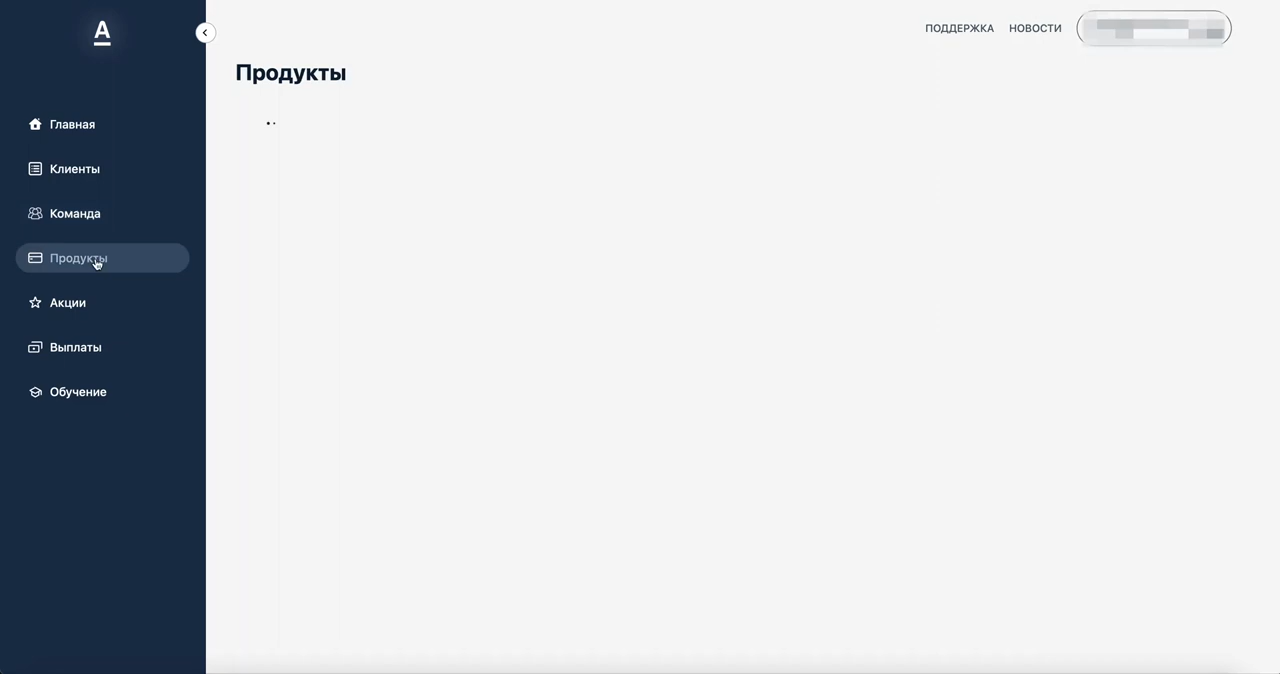 А
ПОДДЕРЖКА НОВОСТИ
Продукты
Главная
Клиенты
Команда
Продукты
Акции
Выплаты
Обучение